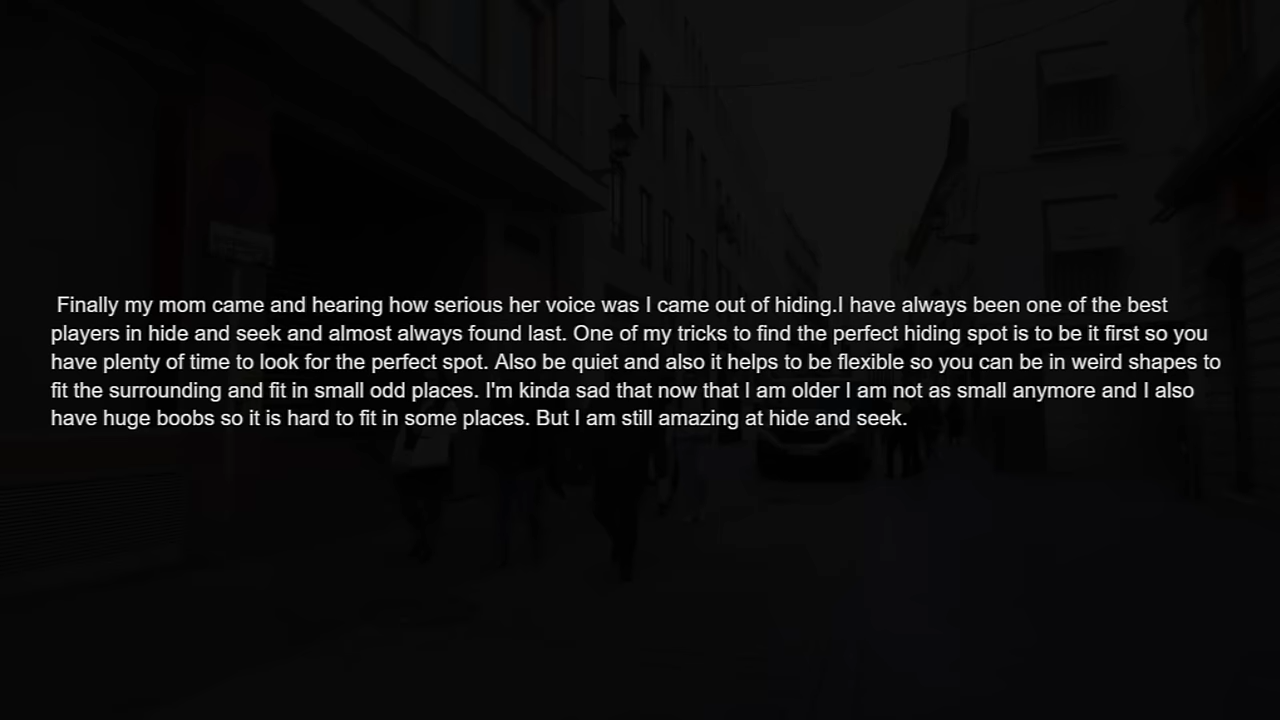 Finally my mom came and hearing how serious her voice was I came out of hiding.I have always been one of the best
players in hide and seek and almost always found last. One of my tricks to find the perfect hiding spot is to be it first so you
have plenty of time to look for the perfect spot. Also be quiet and also it helps to be flexible so you can be in weird shapes to
fit the surrounding and fit in small odd places. I'm kinda sad that now that I am older I am not as small anymore and I also
have huge boobs so it is hard to fit in some places. But I am still amazing at hide and seek.